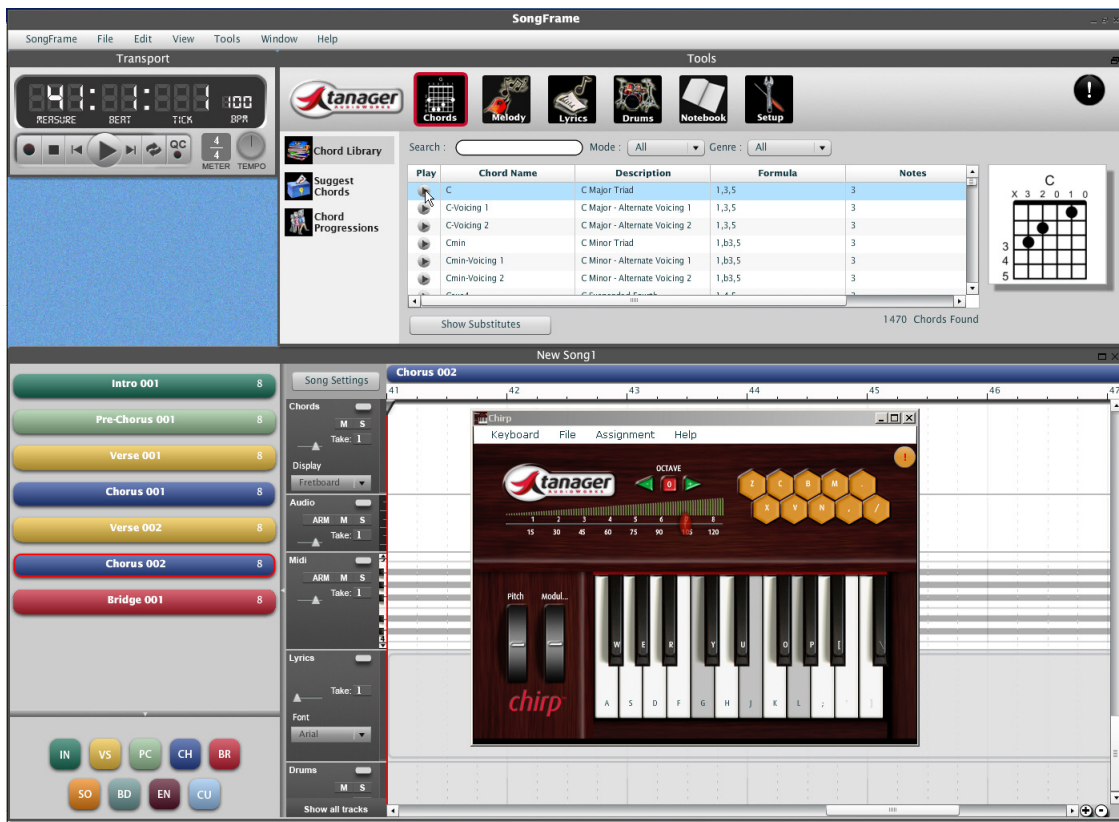 SongFrame
SongFrame File Edit View Tools Window Help
Transport
Tools
41: 1: 1 100
MEASURE BEAT TICK BPM
QC
4
4
METER TEMPO
tanager
AUDIOWORKS
Chords Melody Lyrics Drums Notebook Setup
!
Chord Library
Suggest
Chords
Chord
Progressions
Search : Mode : All Genre : All
Play Chord Name Description Formula Notes
C C Major Triad 1,3,5 3
C-Voicing 1 C Major - Alternate Voicing 1 1,3,5 3
C-Voicing 2 C Major - Alternate Voicing 2 1,3,5 3
Cmin C Minor Triad 1,b3,5 3
Cmin-Voicing 1 C Minor - Alternate Voicing 1 1,b3,5 3
Cmin-Voicing 2 C Minor - Alternate Voicing 2 1,b3,5 3
Show Substitutes
1470 Chords Found
C
X 3 2 0 1 0
3
4
5
New Song1
Intro 001 8
Pre-Chorus 001 8
Verse 001 8
Chorus 001 8
Verse 002 8
Chorus 002 8
Bridge 001 8
IN VS PC CH BR
SO BD EN CU
Song Settings
Chorus 002
41 42 43 44 45 46 47
Chords
M S
Take: 1
Display
Fretboard
Audio
ARM M S
Take: 1
Midi
ARM M S
Take: 1
Lyrics
Take: 1
Font
Arial
Drums
M S
Show all tracks
Chirp
Keyboard File Assignment Help
!
tanager
AUDIOWORKS
OCTAVE
0
1 2 3 4 5 6 8
15 30 45 60 75 90 105 120
Z C B M .
X V N , /
Pitch Modul...
chirp
W E R Y U O P [ \
A S D F G H J K L ; ' ]